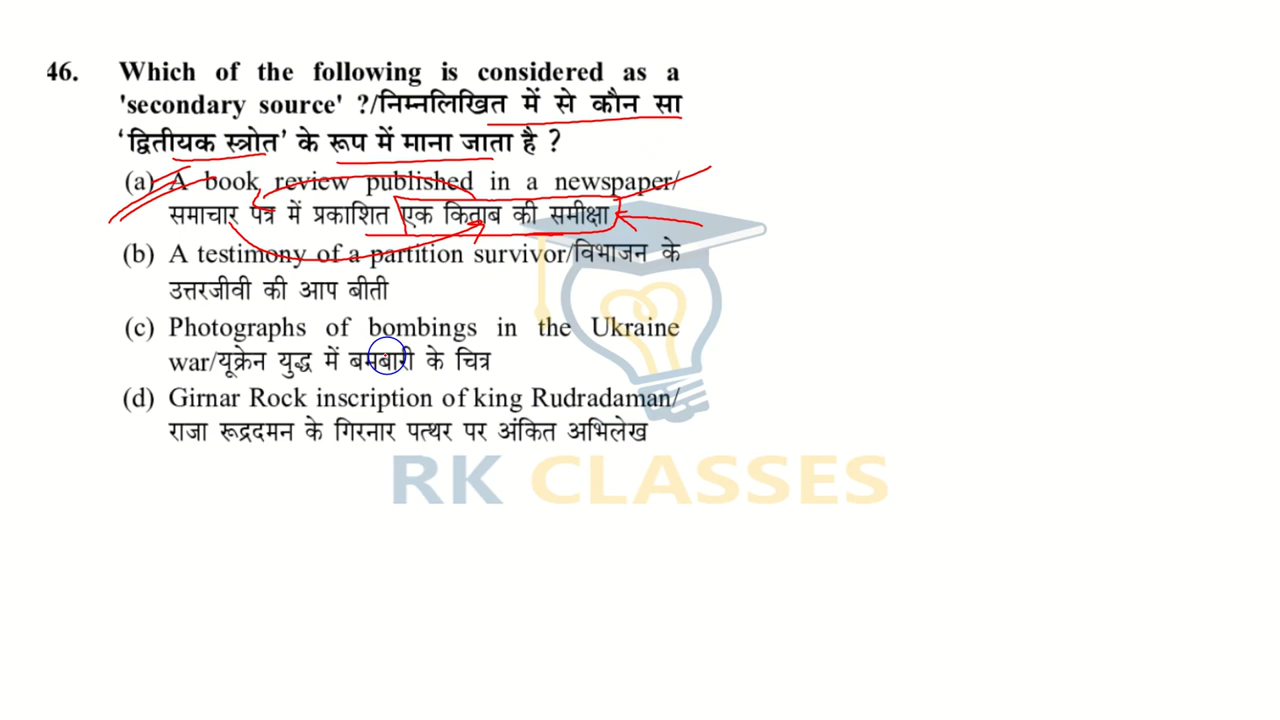 46. Which of the following is considered as a
'secondary source' ?/निम्नलिखित में से कौन सा
‘द्वितीयक स्त्रोत’ के रूप में माना जाता है ?
(a) A book review published in a newspaper/
समाचार पत्र में प्रकाशित एक किताब की समीक्षा
(b) A testimony of a partition survivor/विभाजन के
उत्तरजीवी की आप बीती
(c) Photographs of bombings in the Ukraine
war/यूक्रेन युद्ध में बमबारी के चित्र
(d) Girnar Rock inscription of king Rudradaman/
राजा रूद्रदमन के गिरनार पत्थर पर अंकित अभिलेख
RK CLASSES